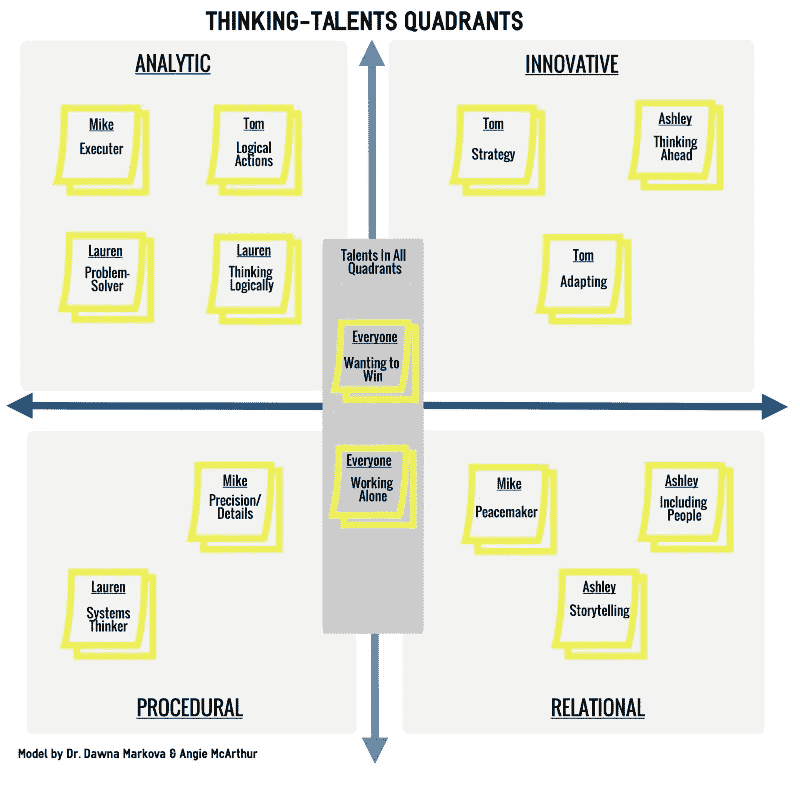 THINKING-TALENTS QUADRANTS
ANALYTIC
Mike
Executer
Tom
Logical
Actions
Lauren
Problem-
Solver
Lauren
Thinking
Logically
INNOVATIVE
Tom
Strategy
Ashley
Thinking
Ahead
Tom
Adapting
Talents In All
Quadrants
Everyone
Wanting to
Win
Everyone
Working
Alone
Mike
Precision/
Details
Lauren
Systems
Thinker
PROCEDURAL
Mike
Peacemaker
Ashley
Including
People
Ashley
Storytelling
RELATIONAL
Model by Dr. Dawna Markova & Angie McArthur